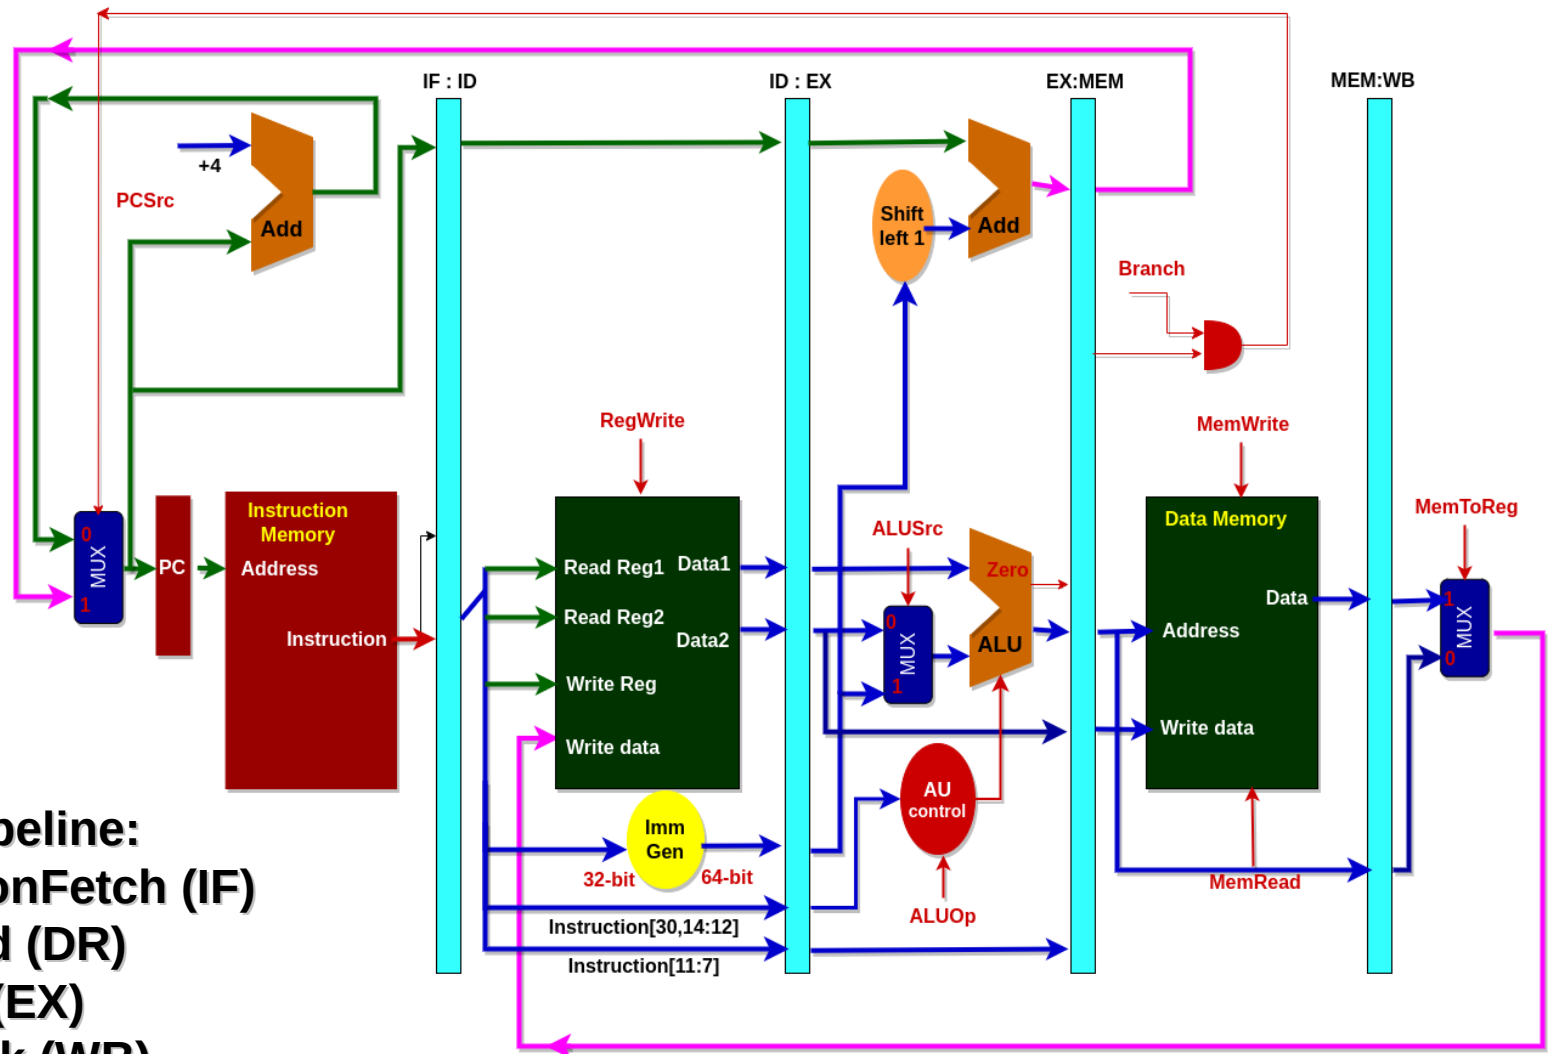 IF : ID
ID : EX
EX:MEM
MEM:WB
+4
PCSrc
Add
Shift
left 1
Add
Branch
RegWrite
MemWrite
MemToReg
ALUSrc
Instruction
Memory
Address
Instruction
0
MUX
1
PC
Read Reg1
Data1
Read Reg2
Data2
Write Reg
Write data
Zero
0
MUX
1
ALU
Data Memory
Data
Address
Write data
1
MUX
0
AU
control
Imm
Gen
32-bit
64-bit
MemRead
ALUOp
Instruction[30,14:12]
Instruction[11:7]
peline:
onFetch (IF)
d (DR)
(EX)
k (WB)